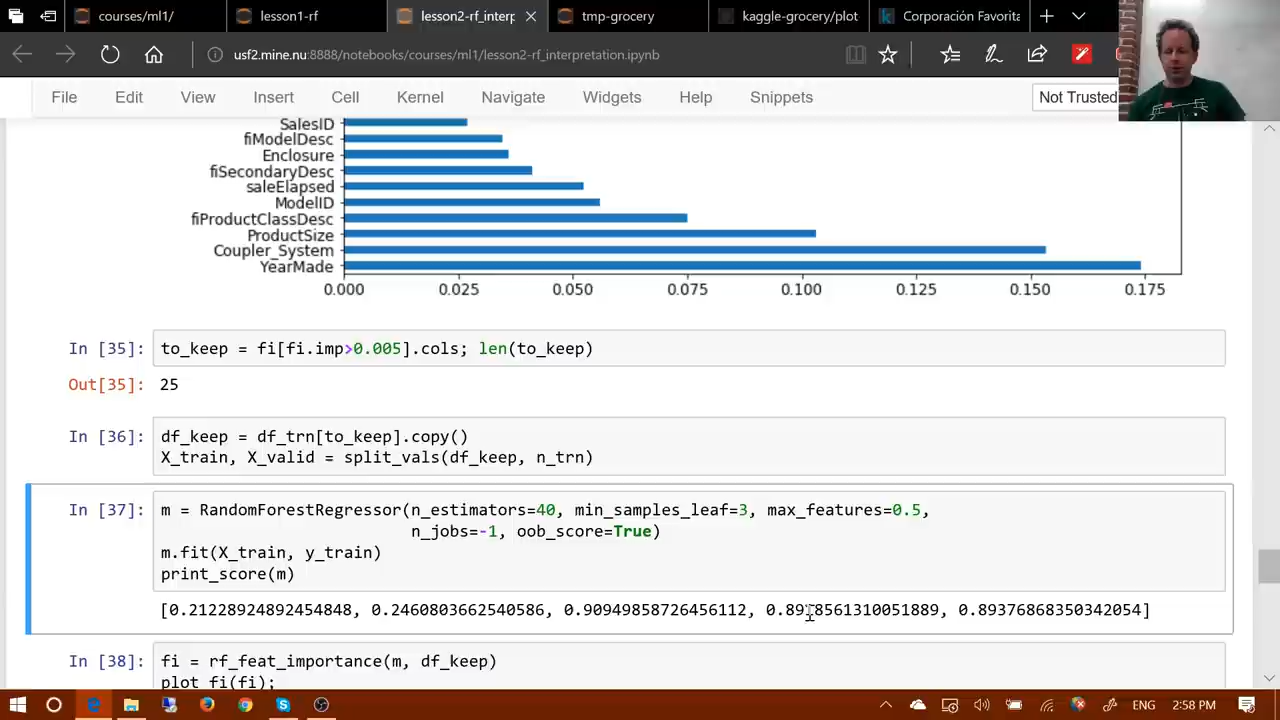 courses/ml1/
lesson1-rf
lesson2-rf_interp
tmp-grocery
kaggle-grocery/plot
Corporación Favorita
usf2.mine.nu:8888/notebooks/courses/ml1/lesson2-rf_interpretation.ipynb
File Edit View Insert Cell Kernel Navigate Widgets Help Snippets Not Trusted
SalesID
fiModelDesc
Enclosure
fiSecondaryDesc
saleElapsed
ModelID
fiProductClassDesc
ProductSize
Coupler_System
YearMade
0.000 0.025 0.050 0.075 0.100 0.125 0.150 0.175
In [35]: to_keep = fi[fi.imp>0.005].cols; len(to_keep)
Out[35]: 25
In [36]: df_keep = df_trn[to_keep].copy()
X_train, X_valid = split_vals(df_keep, n_trn)
In [37]: m = RandomForestRegressor(n_estimators=40, min_samples_leaf=3, max_features=0.5,
n_jobs=-1, oob_score=True)
m.fit(X_train, y_train)
print_score(m)
[0.21228924892454848, 0.2460803662540586, 0.90949858726456112, 0.89376868350342054]
In [38]: fi = rf_feat_importance(m, df_keep)
plot_fi(fi);
ENG 2:58 PM